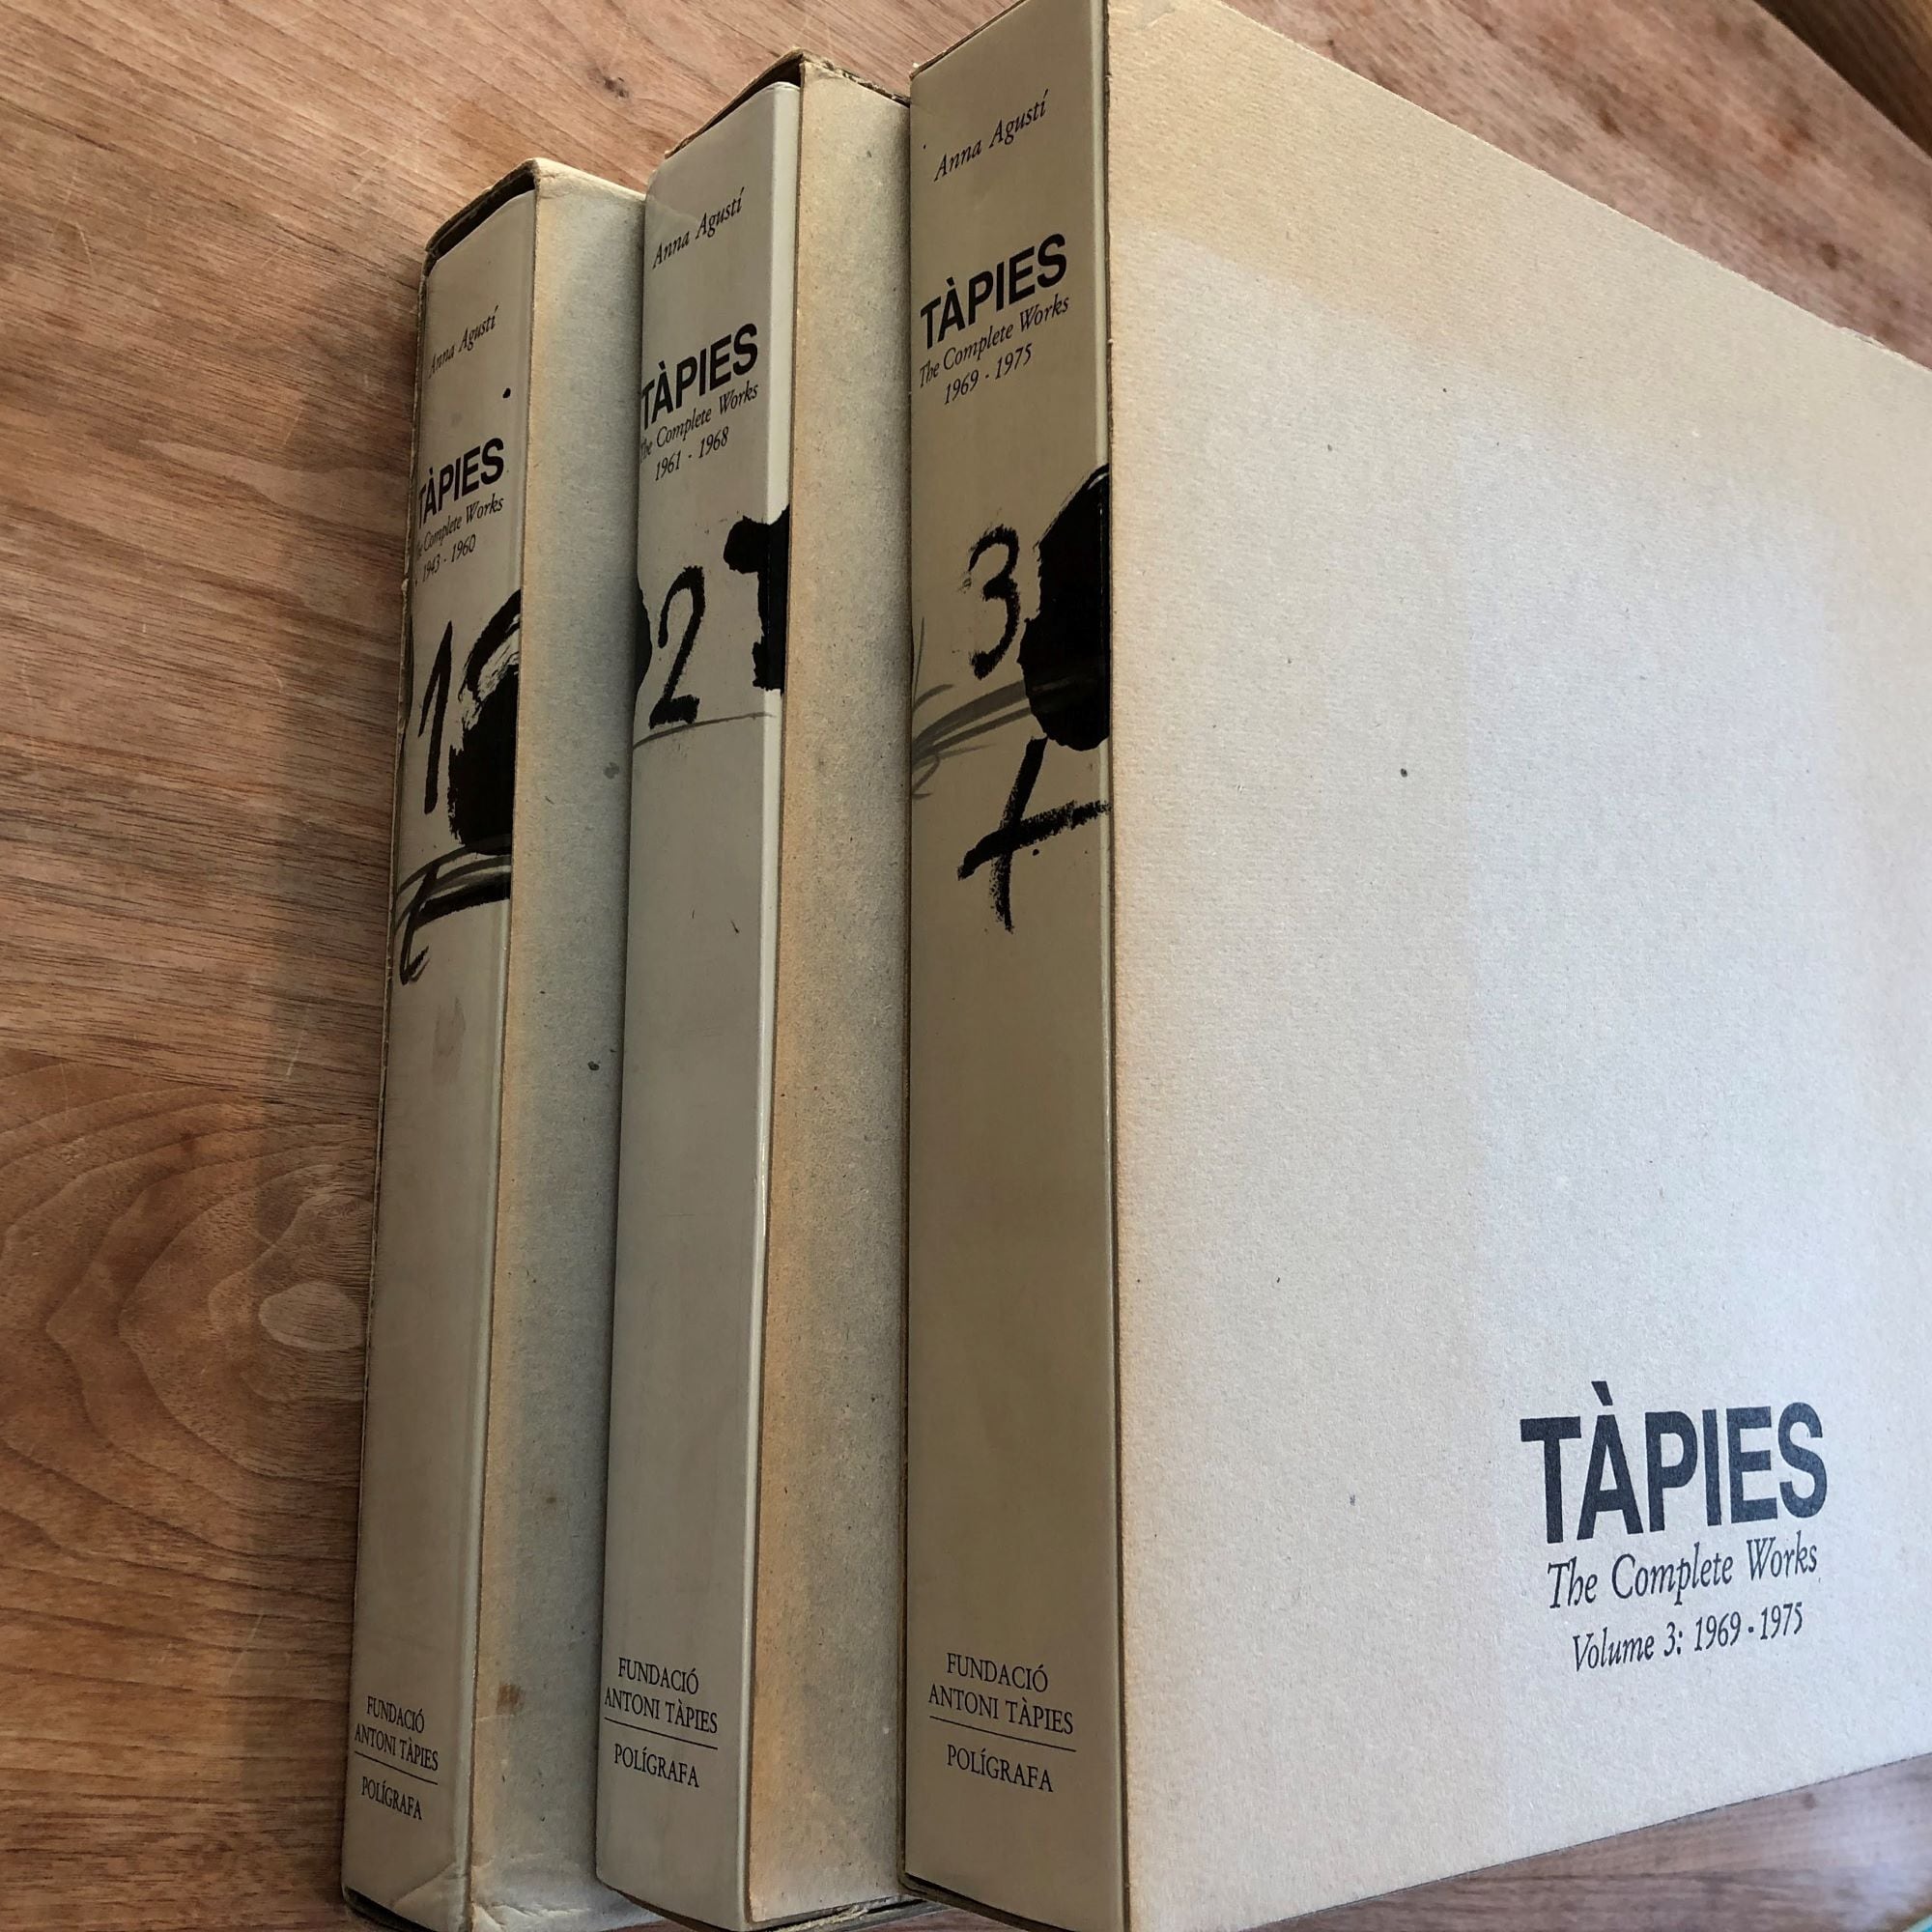 Anna Agustí
TÀPIES
The Complete Works
1943 - 1960
1
FUNDACIÓ
ANTONI TÀPIES
POLÍGRAFA
Anna Agustí
TÀPIES
The Complete Works
1961 - 1968
2
FUNDACIÓ
ANTONI TÀPIES
POLÍGRAFA
Anna Agustí
TÀPIES
The Complete Works
1969 - 1975
3
FUNDACIÓ
ANTONI TÀPIES
POLÍGRAFA
TÀPIES
The Complete Works
Volume 3: 1969 - 1975